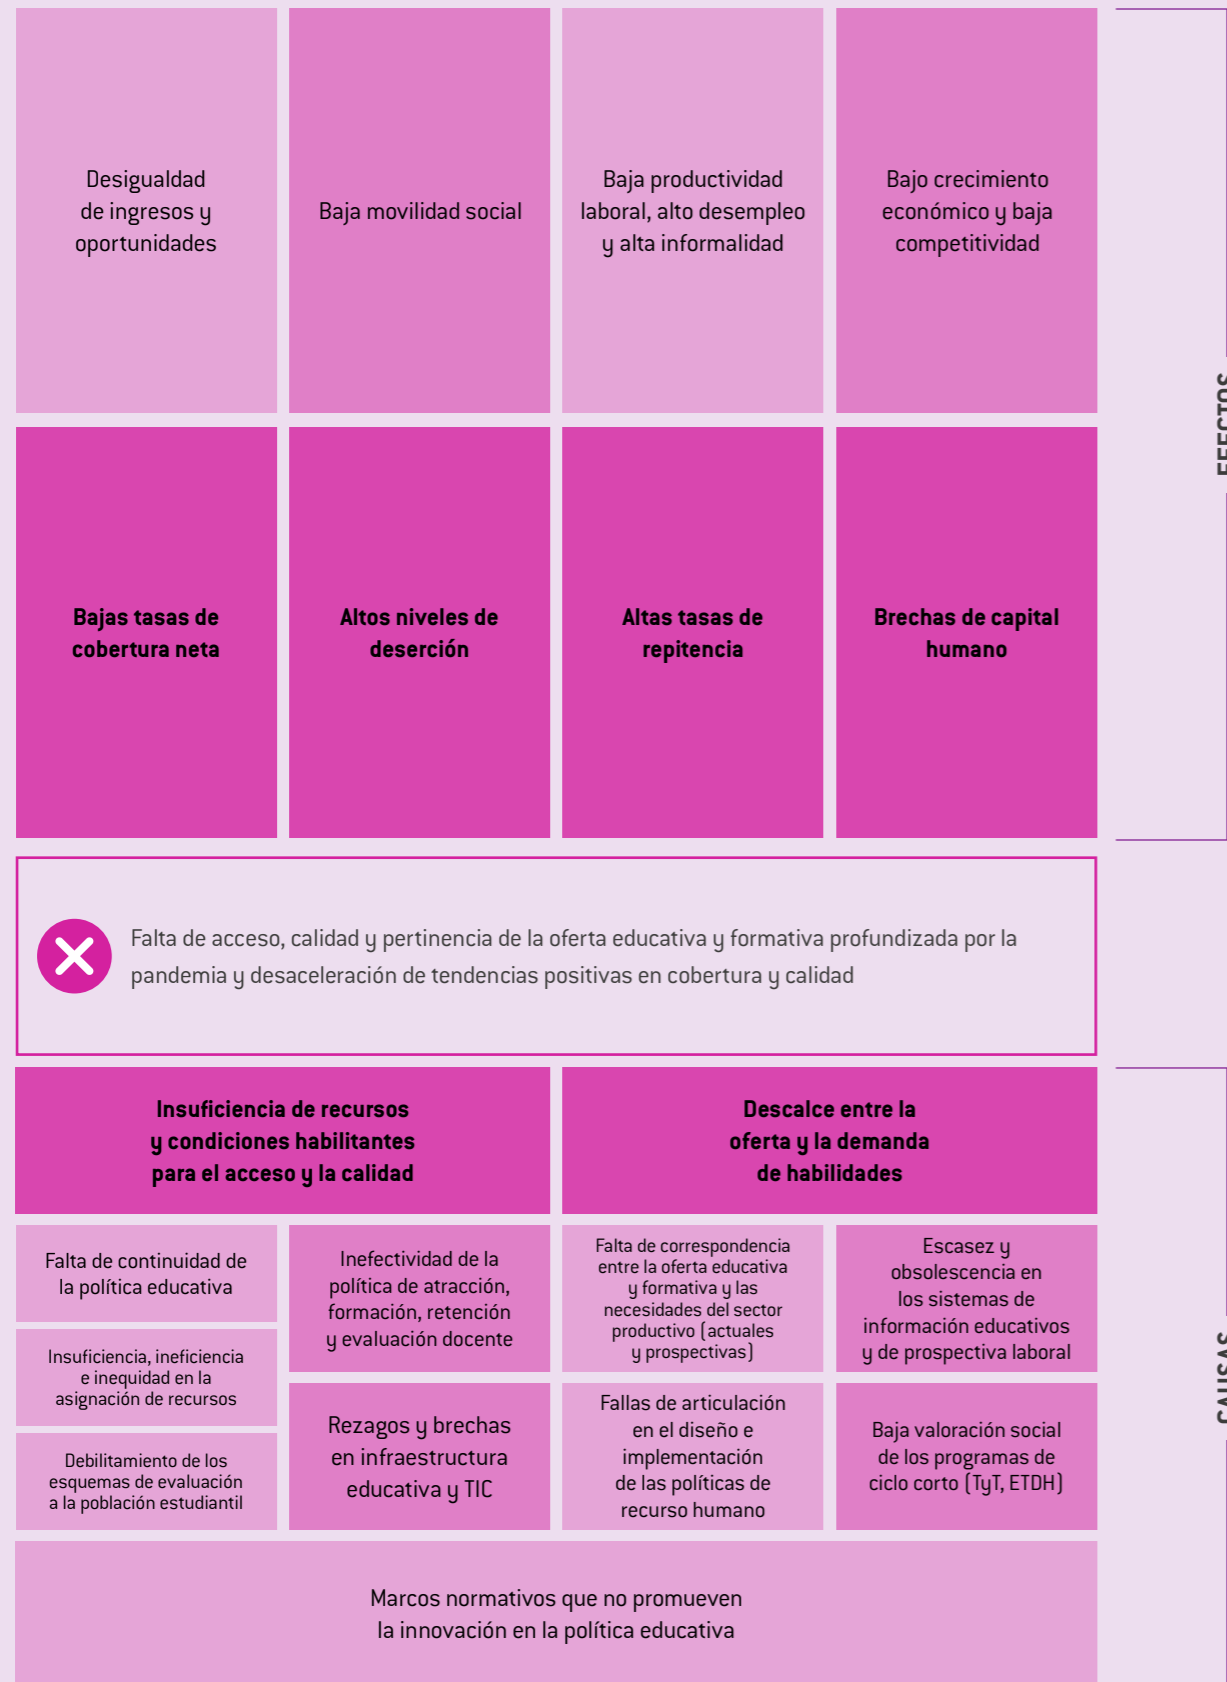 Desigualdad
de ingresos y
oportunidades
Baja movilidad social
Baja productividad
laboral, alto desempleo
y alta informalidad
Bajo crecimiento
económico y baja
competitividad
EFECTOS
Bajas tasas de
cobertura neta
Altos niveles de
deserción
Altas tasas de
repitencia
Brechas de capital
humano
Falta de acceso, calidad y pertinencia de la oferta educativa y formativa profundizada por la
pandemia y desaceleración de tendencias positivas en cobertura y calidad
Insuficiencia de recursos
y condiciones habilitantes
para el acceso y la calidad
Descalce entre la
oferta y la demanda
de habilidades
Falta de continuidad de
la política educativa
Insuficiencia, ineficiencia
e inequidad en la
asignación de recursos
Debilitamiento de los
esquemas de evaluación
a la población estudiantil
Inefectividad de la
política de atracción,
formación, retención
y evaluación docente
Rezagos y brechas
en infraestructura
educativa y TIC
Falta de correspondencia
entre la oferta educativa
y formativa y las
necesidades del sector
productivo (actuales
y prospectivas)
Fallas de articulación
en el diseño e
implementación
de las políticas de
recurso humano
Escasez y
obsolescencia en
los sistemas de
información educativos
y de prospectiva laboral
Baja valoración social
de los programas de
ciclo corto (TyT, ETDH)
CAUSAS
Marcos normativos que no promueven
la innovación en la política educativa